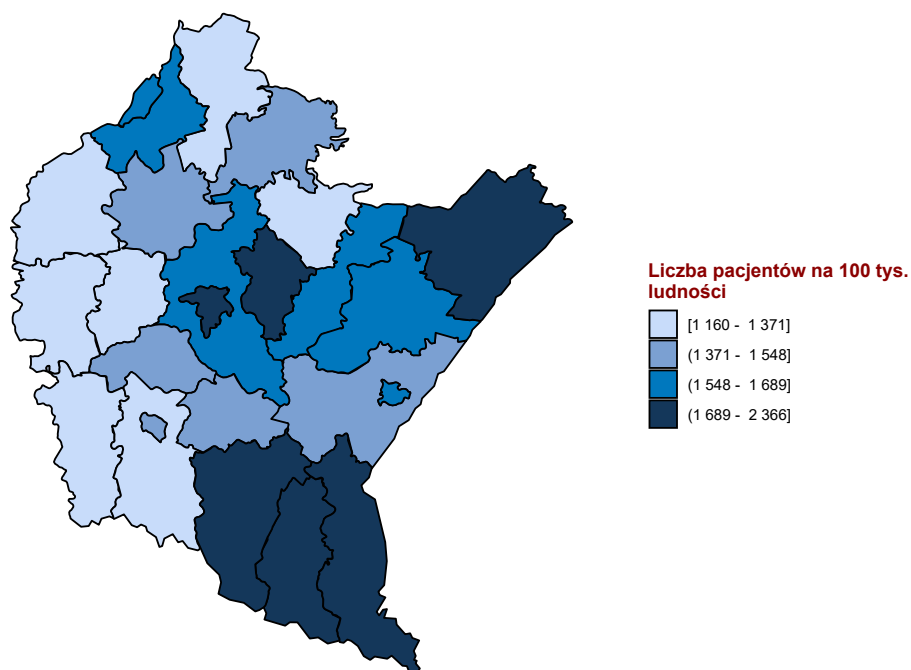 Liczba pacjentów na 100 tys.
ludności
[1 160 - 1 371]
(1 371 - 1 548]
(1 548 - 1 689]
(1 689 - 2 366]